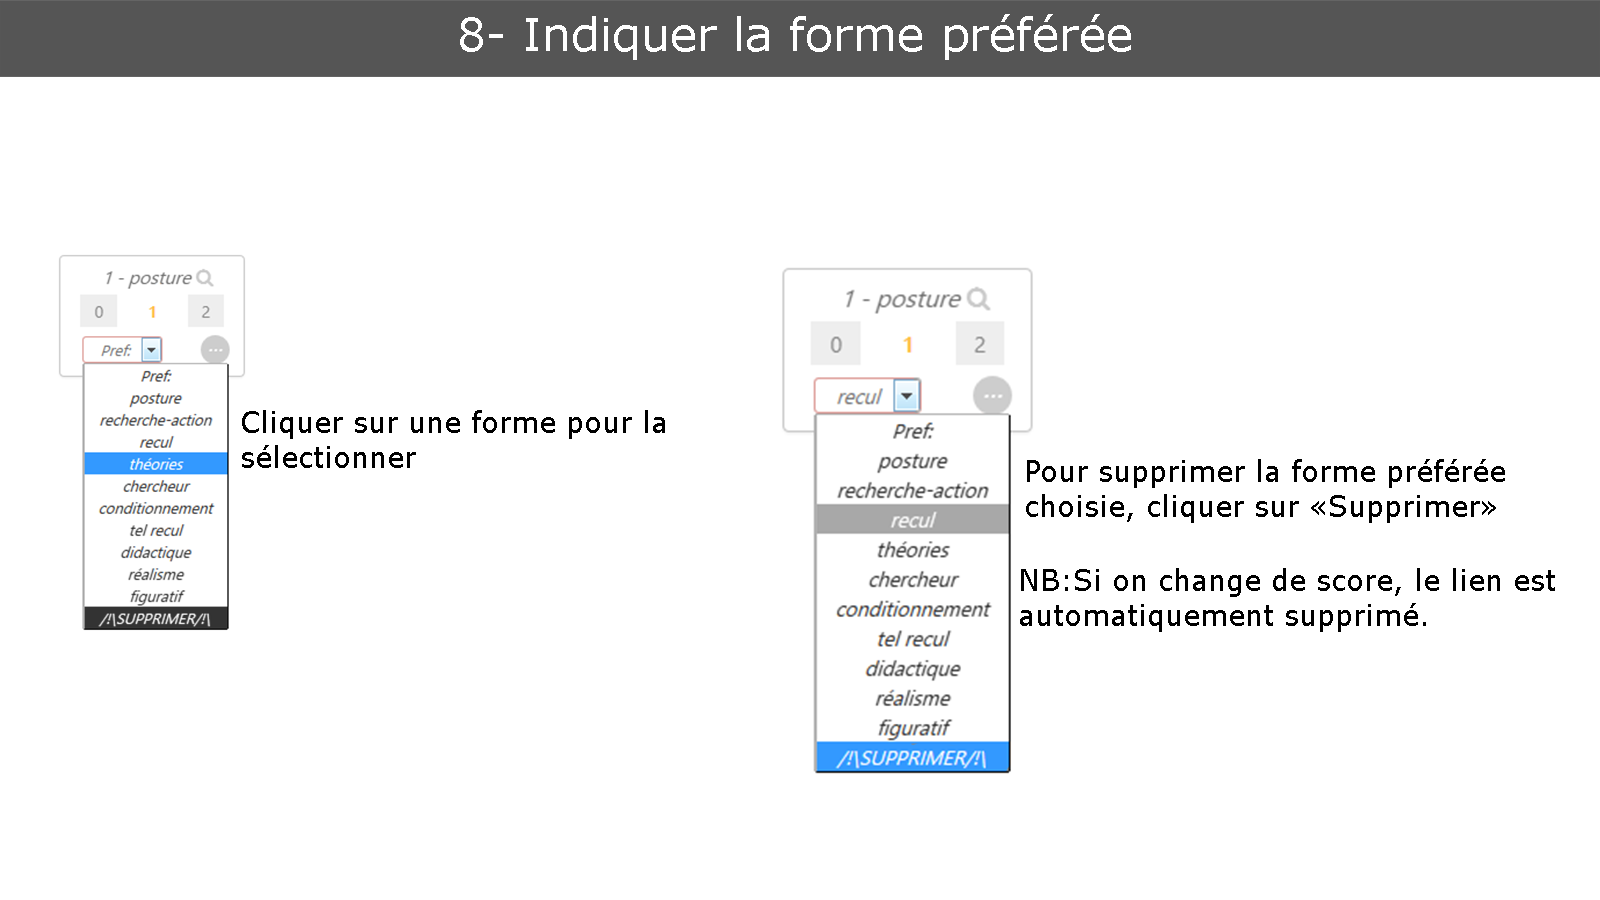 8- Indiquer la forme préférée
1 - posture
0 1 2
Pref:
Pref:
posture
recherche-action
recul
théories
chercheur
conditionnement
tel recul
didactique
réalisme
figuratif
/!\SUPPRIMER/!\
Cliquer sur une forme pour la
sélectionner
1 - posture
0 1 2
recul
Pref:
posture
recherche-action
recul
théories
chercheur
conditionnement
tel recul
didactique
réalisme
figuratif
/!\SUPPRIMER/!\
Pour supprimer la forme préférée
choisie, cliquer sur «Supprimer»
NB:Si on change de score, le lien est
automatiquement supprimé.